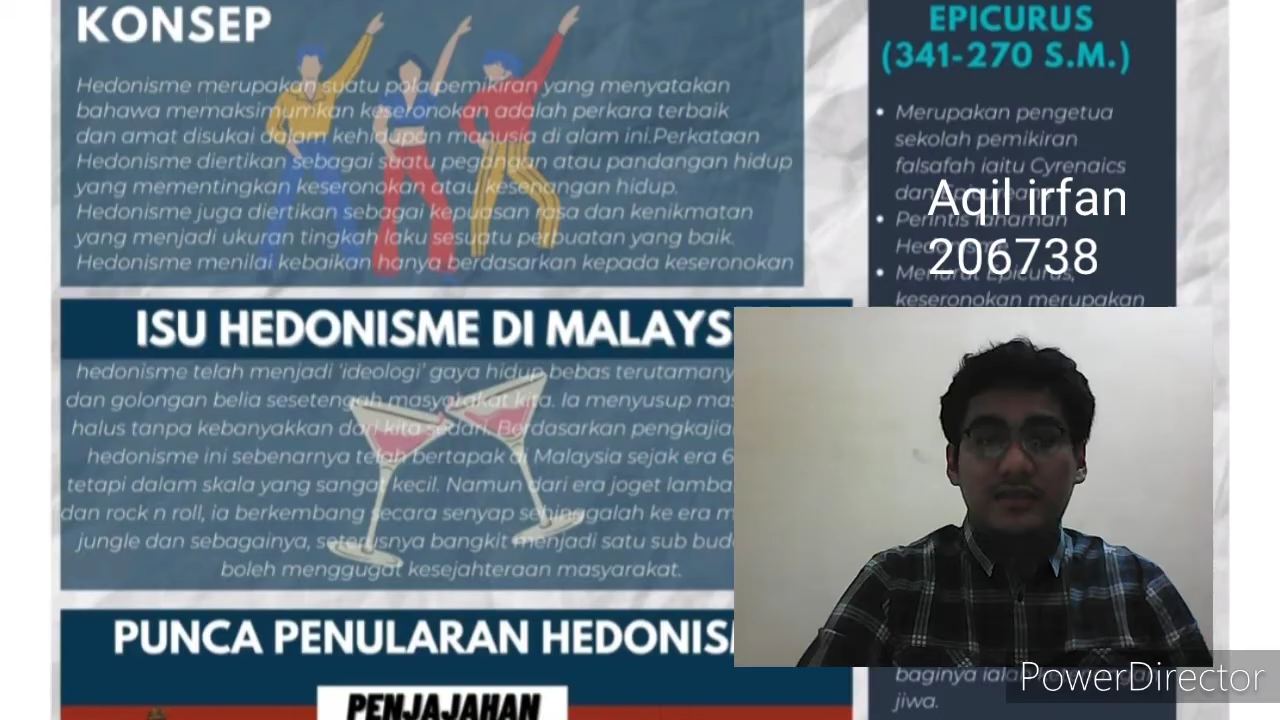 KONSEP
Hedonisme merupakan suatu pola pemikiran yang menyatakan
bahawa memaksimumkan keseronokan adalah perkara terbaik
dan amat disukai dalam kehidupan manusia di alam ini.Perkataan
Hedonisme diertikan sebagai suatu pegangan atau pandangan hidup
yang mementingkan keseronokan atau kesenangan hidup.
Hedonisme juga diertikan sebagai kepuasan rasa dan kenikmatan
yang menjadi ukuran tingkah laku sesuatu perbuatan yang baik.
Hedonisme menilai kebaikan hanya berdasarkan kepada keseronokan
ISU HEDONISME DI MALAYS
hedonisme telah menjadi 'ideologi' gaya hidup bebas terutamany
dan golongan belia sesetengah masyarakat kita. Ia menyusup mas
halus tanpa kebanyakkan dari kita sedari. Berdasarkan pengkajia
hedonisme ini sebenarnya telah bertapak di Malaysia sejak era 6
tetapi dalam skala yang sangat kecil. Namun dari era joget lamba
dan rock n roll, ia berkembang secara senyap sehinggalah ke era m
jungle dan sebagainya, seterusnya bangkit menjadi satu sub bud
boleh menggugat kesejahteraan masyarakat.
PUNCA PENULARAN HEDONIS
PENJAJAHAN
EPICURUS
(341-270 S.M.)
• Merupakan pengetua
sekolah pemikiran
falsafah iaitu Cyrenaics
dan
• Perintis fahaman
• Menurut Epicurus,
keseronokan merupakan
baginya
jiwa.
Aqil irfan
206738
PowerDirector